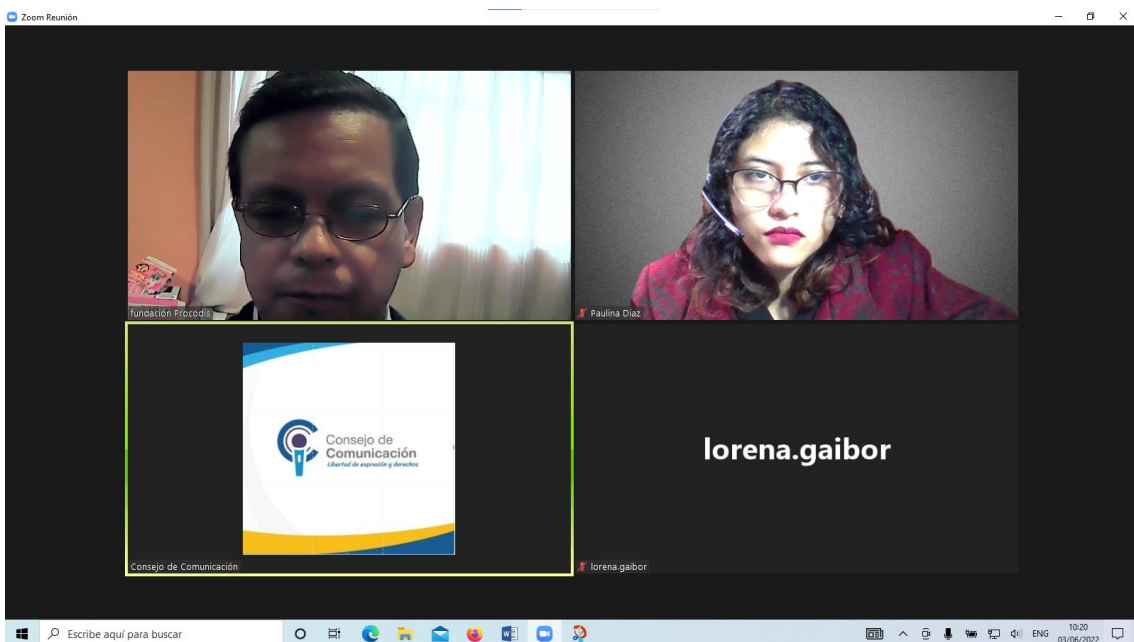 Zoom Reunión
fundación Procodis
Paulina Díaz
Consejo de
Comunicación
Libertad de expresión y derechos
Consejo de Comunicación
lorena.gaibor
lorena.gaibor
Escribe aquí para buscar
ENG
10:20
03/06/2022